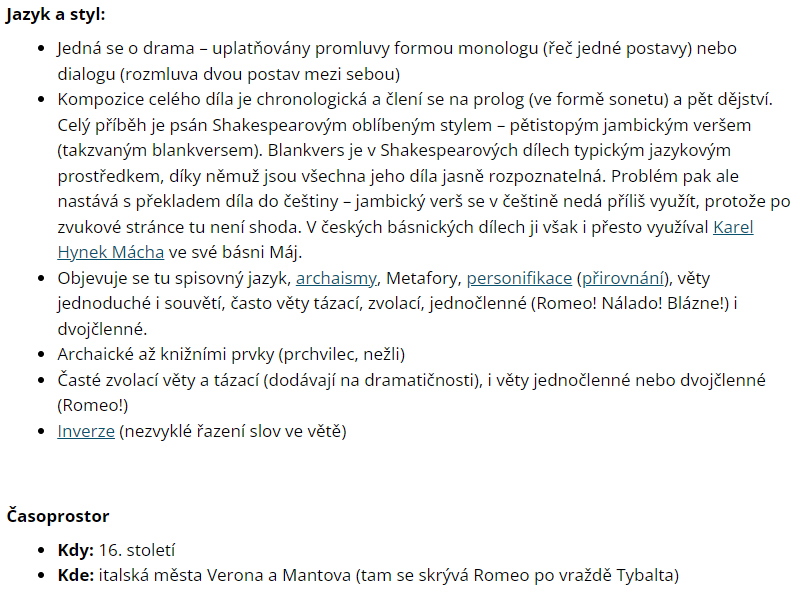 Jazyk a styl:
• Jedná se o drama – uplatňovány promluvy formou monologu (řeč jedné postavy) nebo
dialogu (rozmluva dvou postav mezi sebou)
• Kompozice celého díla je chronologická a člení se na prolog (ve formě sonetu) a pět dějství.
Celý příběh je psán Shakespearovým oblíbeným stylem – pětistopým jambickým veršem
(takzvaným blankversem). Blankvers je v Shakespearových dílech typickým jazykovým
prostředkem, díky němuž jsou všechna jeho díla jasně rozpoznatelná. Problém pak ale
nastává s překladem díla do češtiny – jambický verš se v češtině nedá příliš využít, protože po
zvukové stránce tu není shoda. V českých básnických dílech ji však i přesto využíval Karel
Hynek Mácha ve své básni Máj.
• Objevuje se tu spisovný jazyk, archaismy, Metafory, personifikace (přirovnání), věty
jednoduché i souvětí, často věty tázací, zvolací, jednočlenné (Romeo! Nálado! Blázne!) i
dvojčlenné.
• Archaické až knižními prvky (prchvilec, nežli)
• Časté zvolací věty a tázací (dodávají na dramatičnosti), i věty jednočlenné nebo dvojčlenné
(Romeo!)
• Inverze (nezvyklé řazení slov ve větě)
Časoprostor
• Kdy: 16. století
• Kde: italská města Verona a Mantova (tam se skrývá Romeo po vraždě Tybalta)